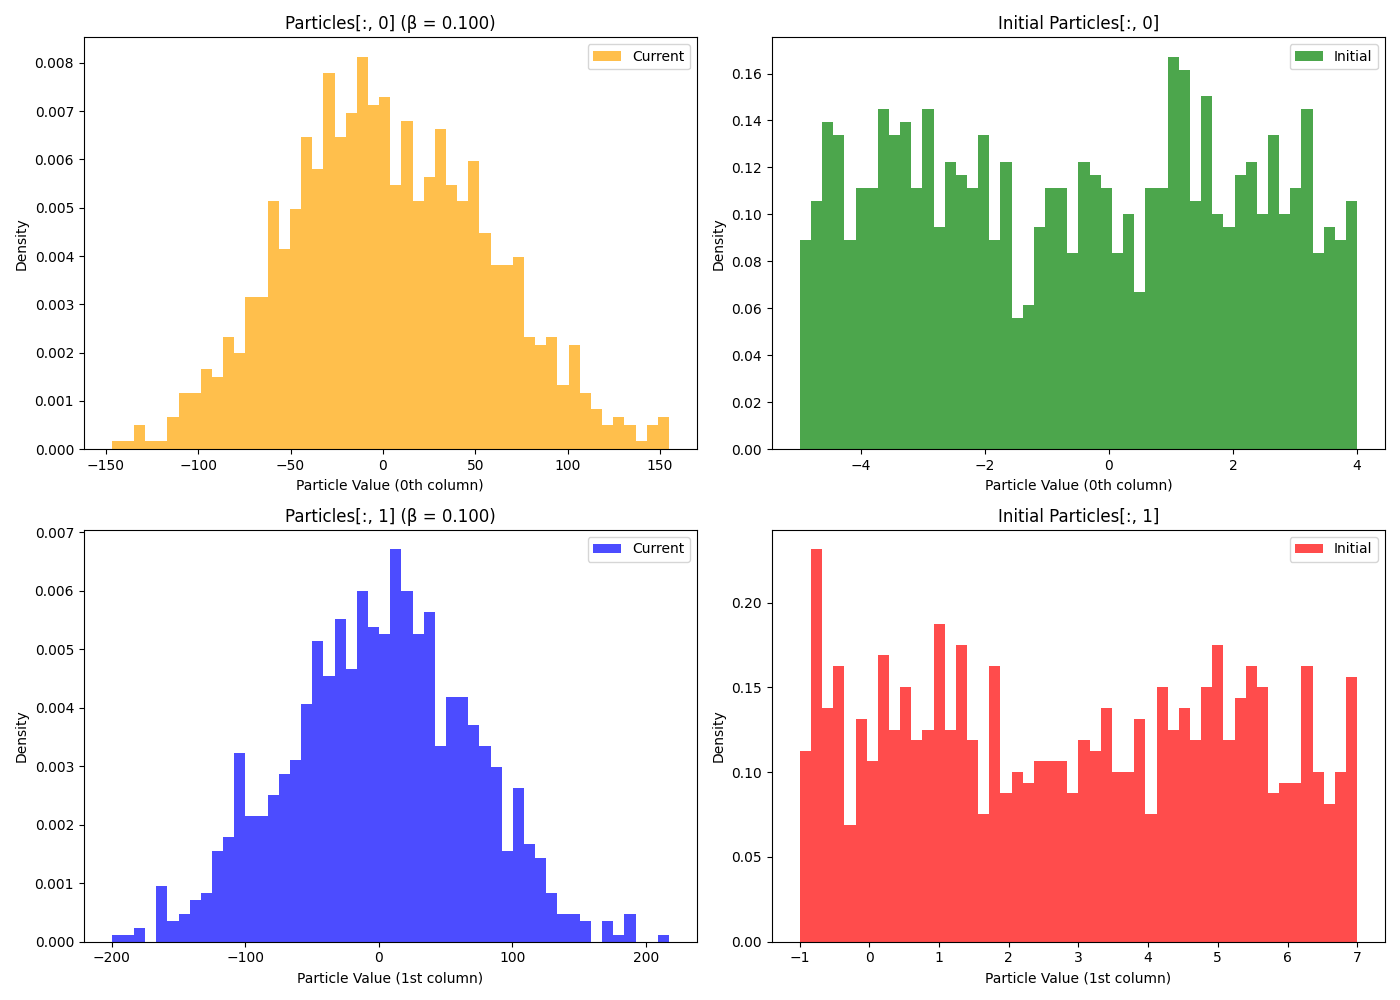 Particles[:, 0] (β = 0.100)
Current
Density
0.008
0.007
0.006
0.005
0.004
0.003
0.002
0.001
0.000
−150 −100 −50 0 50 100 150
Particle Value (0th column)
Initial Particles[:, 0]
Initial
Density
0.16
0.14
0.12
0.10
0.08
0.06
0.04
0.02
0.00
−4 −2 0 2 4
Particle Value (0th column)
Particles[:, 1] (β = 0.100)
Current
Density
0.007
0.006
0.005
0.004
0.003
0.002
0.001
0.000
−200 −100 0 100 200
Particle Value (1st column)
Initial Particles[:, 1]
Initial
Density
0.20
0.15
0.10
0.05
0.00
−1 0 1 2 3 4 5 6 7
Particle Value (1st column)